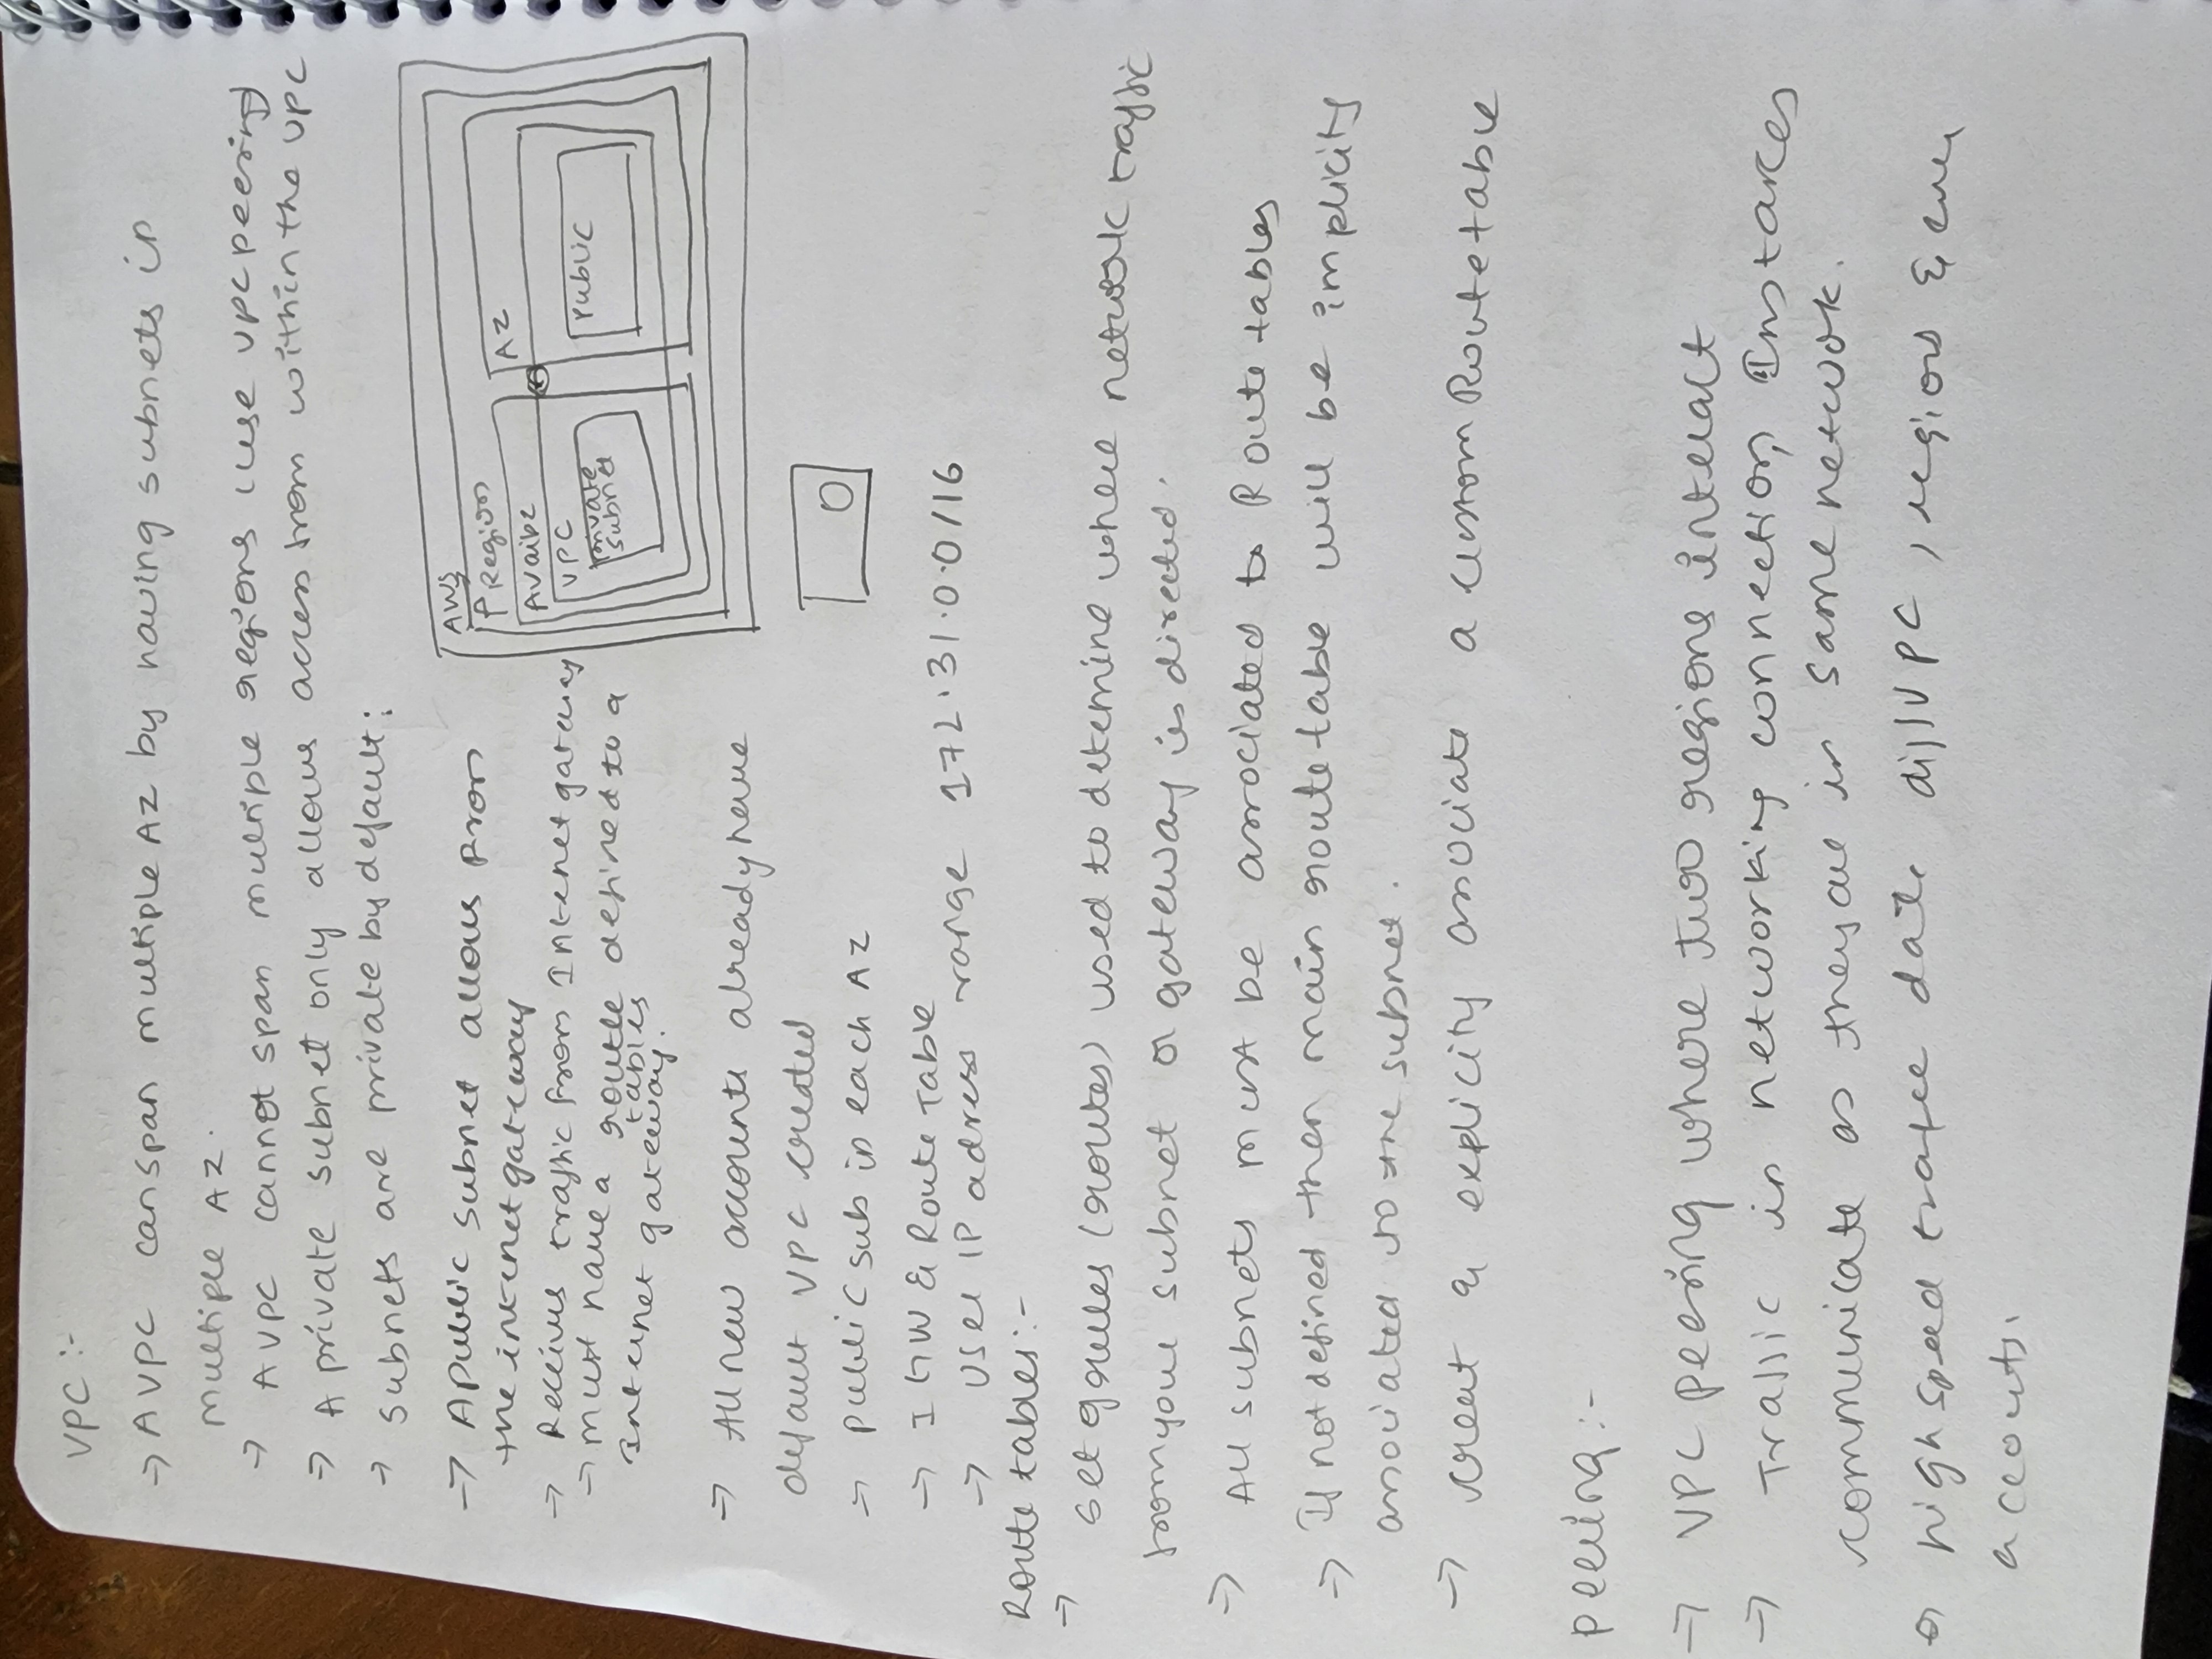 VPC :-
→ A VPC can span multiple AZ by having subnets in
multiple AZ.
→ A VPC cannot span multiple regions (use VPC peering)
→ A private subnet only allows access from within the VPC
→ Subnets are private by default;
→ A public subnet allows from
the internet gateway
→ Receives traffic from Internet gateway
→ must have a route defined to a
tables
Internet gateway.
AWS
Region
AZ
VPC
private
subnet
public
→ All new accounts already have
default VPC created
→ public sub in each AZ
→ IGW & Route Table
→ User IP adress range 172.31.0.0/16
Route tables:-
→
Set of rules (routes) used to detemine where network traffic
from your subnet or gateway is directed.
→ All subnets must be associated to Route tables
→ If not defined then main route table will be implicity
associated to the subnet.
→ creat & explicity associate a custom Route table
Peering :-
→ VPC peering where two regions interact
→ Traffic in networking connection, Instances
communicate as they are in same network.
→ high speed data diff VPC, regions & even
accouts.